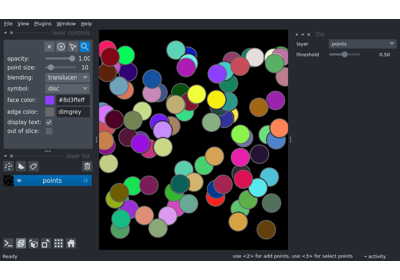 File View Plugins Window Help
layer controls
opacity: 1.00
point size: 10
blending: translucen
symbol: disc
face color: #8d3ffeff
edge color: dimgrey
display text:
out of slice:
layer list
points
layer points
threshold 0.50
Ready
use <2> for add points, use <3> for select points
activity